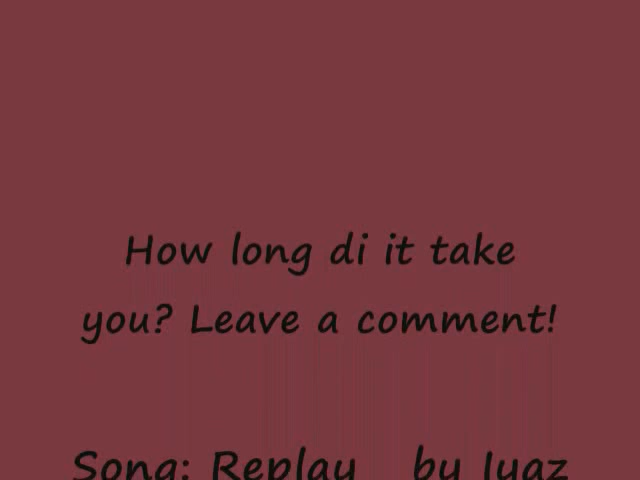 How long di it take
you? Leave a comment!
Song: Replay by Iyaz